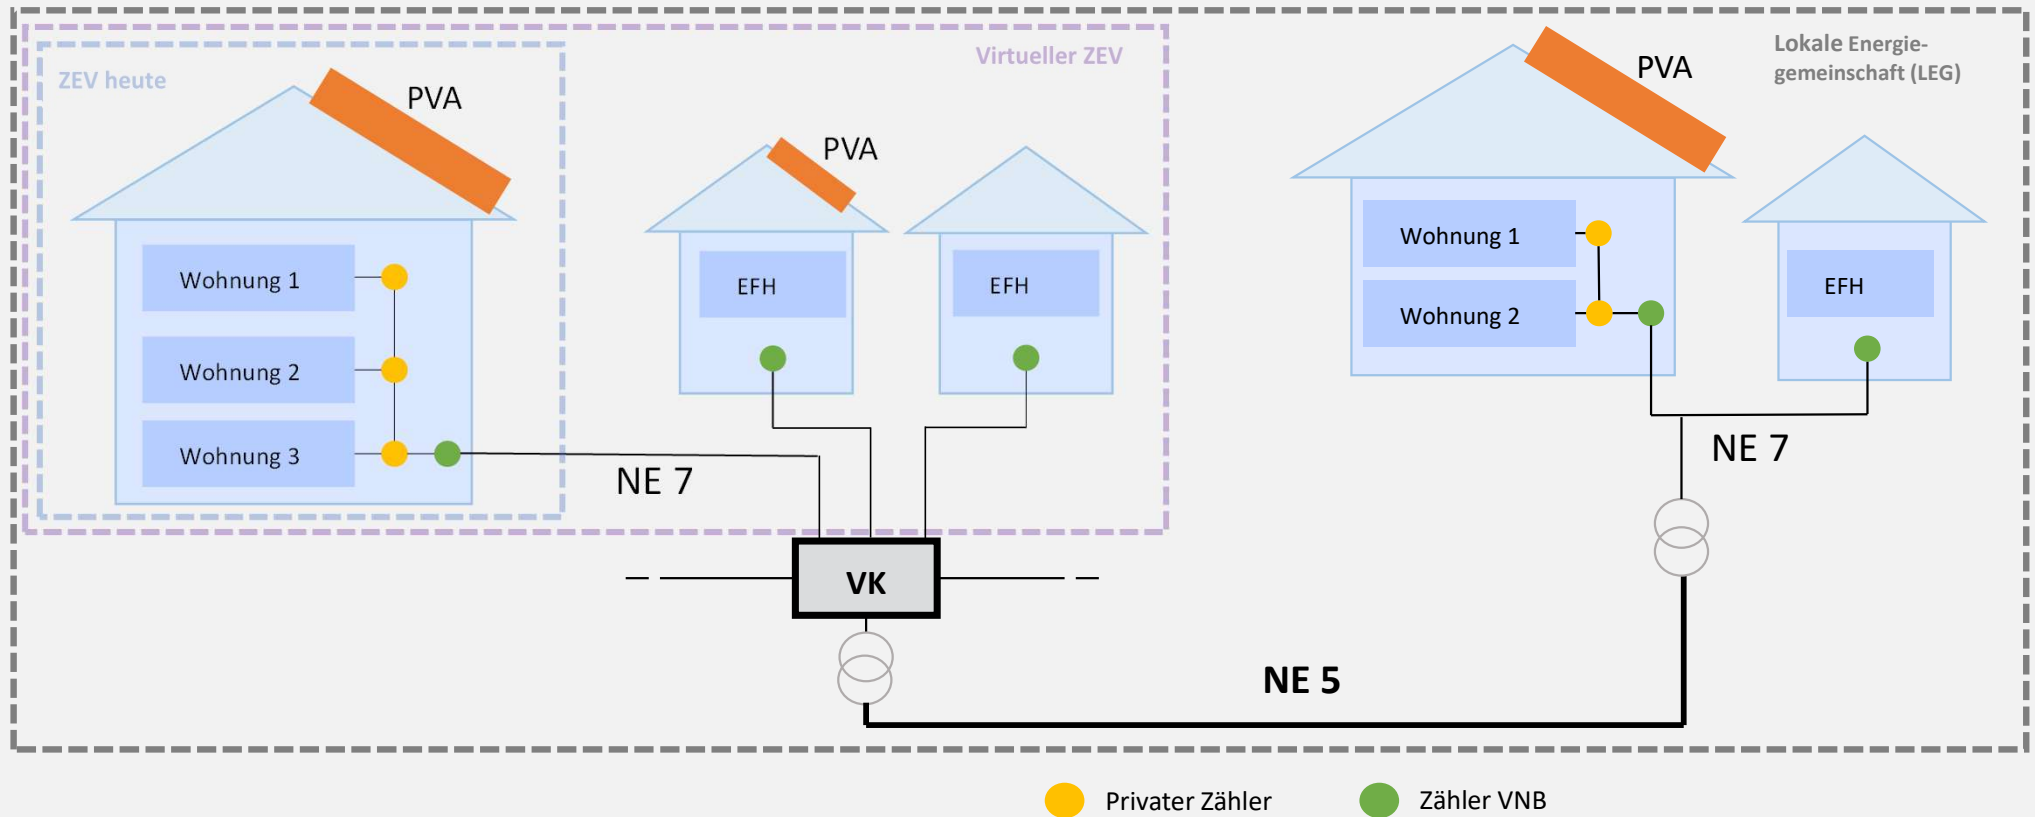 Virtueller ZEV
Lokale Energie-
gemeinschaft (LEG)
ZEV heute
PVA
PVA
PVA
Wohnung 1
Wohnung 2
Wohnung 3
EFH
EFH
Wohnung 1
Wohnung 2
EFH
NE 7
NE 7
VK
NE 5
Privater Zähler
Zähler VNB